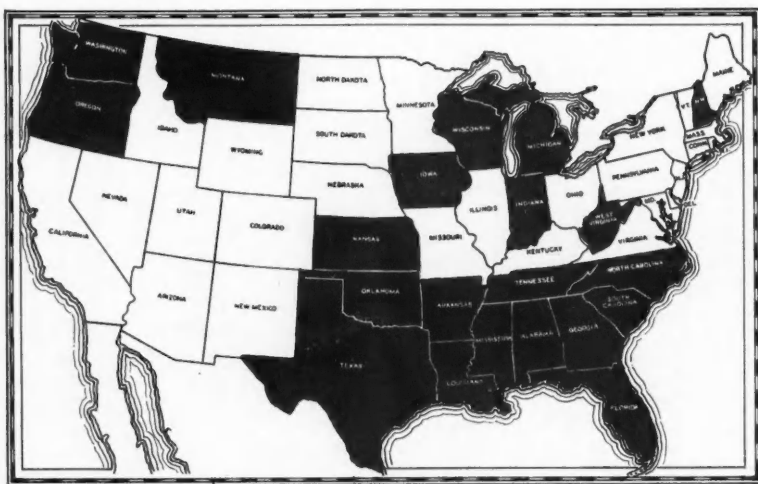 WASHINGTON
MONTANA
NORTH DAKOTA
MINNESOTA
MAINE
OREGON
IDAHO
WYOMING
SOUTH DAKOTA
WISCONSIN
MICHIGAN
VT.
N.H.
NEW YORK
MASS.
CONN.
NEVADA
UTAH
COLORADO
NEBRASKA
IOWA
ILLINOIS
INDIANA
OHIO
PENNSYLVANIA
MD.
DEL.
CALIFORNIA
KANSAS
MISSOURI
KENTUCKY
WEST
VIRGINIA
VIRGINIA
ARIZONA
NEW MEXICO
OKLAHOMA
ARKANSAS
TENNESSEE
NORTH CAROLINA
SOUTH
CAROLINA
TEXAS
LOUISIANA
MISSISSIPPI
ALABAMA
GEORGIA
FLORIDA